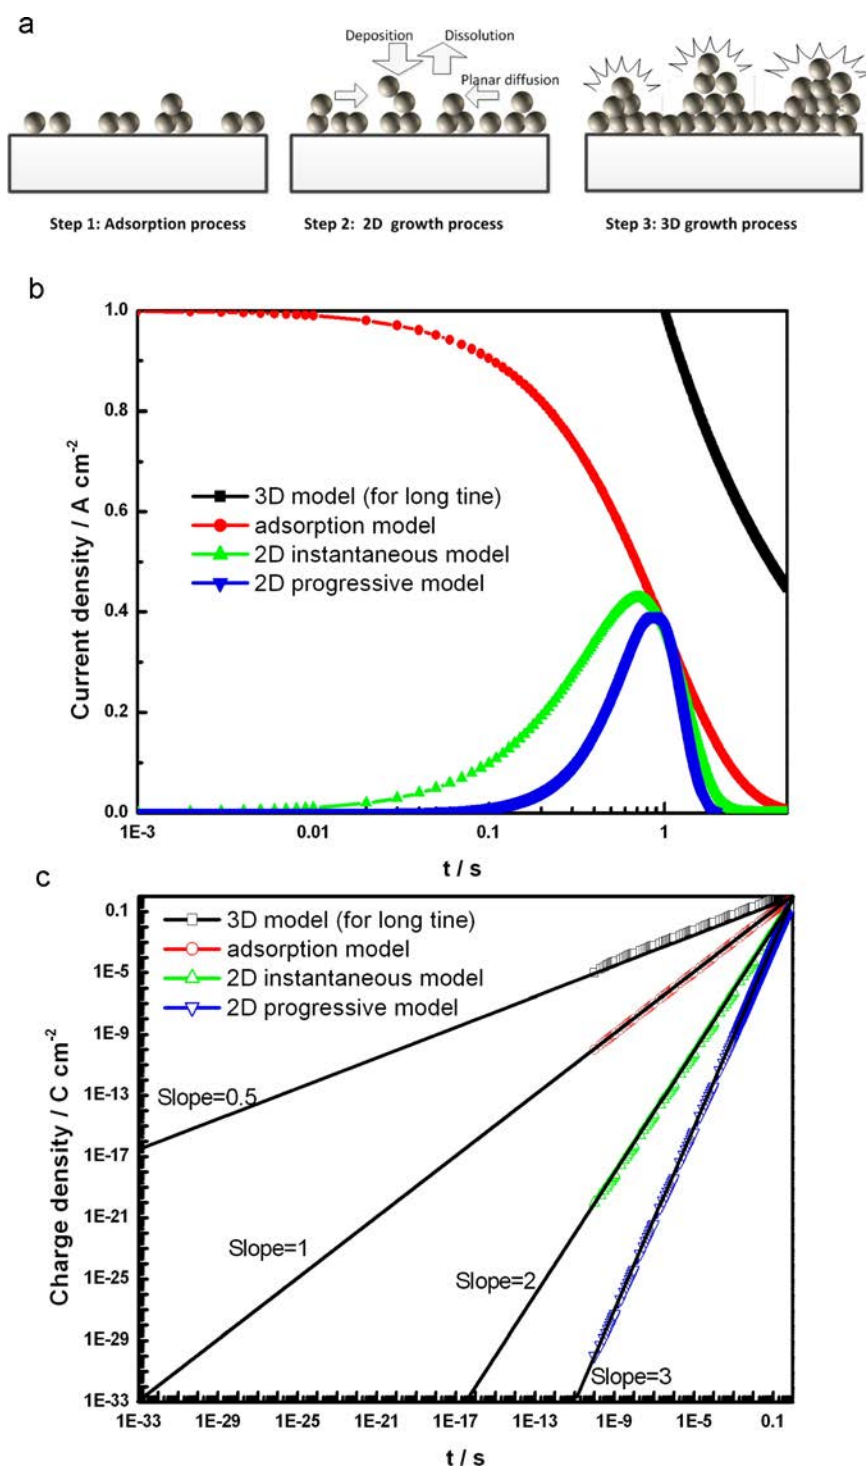 a
Deposition Dissolution
Planar diffusion
Step 1: Adsorption process
Step 2: 2D growth process
Step 3: 3D growth process
b
1.0
0.8
0.6
0.4
0.2
0.0
Current density / A cm-2
3D model (for long tine)
adsorption model
2D instantaneous model
2D progressive model
1E-3 0.01 0.1 1
t / s
c
0.1
1E-5
1E-9
1E-13
1E-17
1E-21
1E-25
1E-29
1E-33
Charge density / C cm-2
3D model (for long tine)
adsorption model
2D instantaneous model
2D progressive model
Slope=0.5
Slope=1
Slope=2
Slope=3
1E-33 1E-29 1E-25 1E-21 1E-17 1E-13 1E-9 1E-5 0.1
t / s